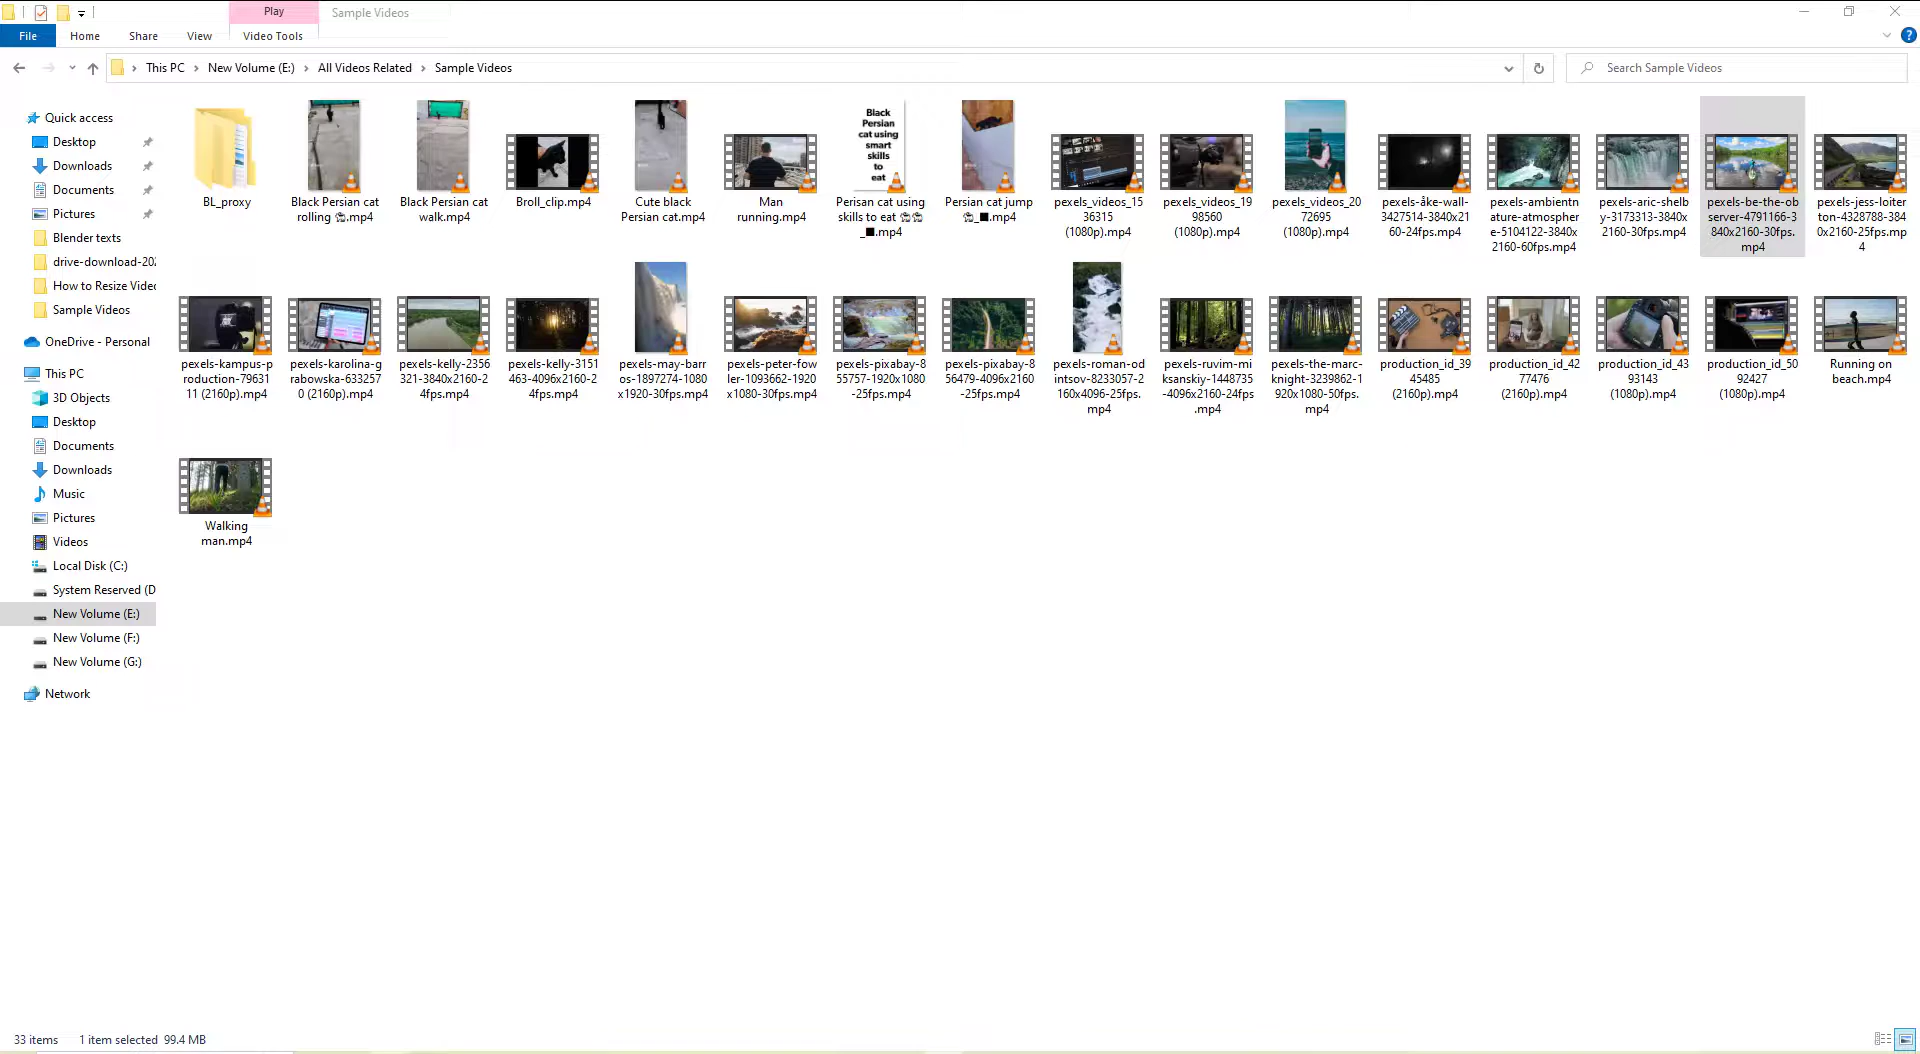 Play
Sample Videos
File
Home
Share
View
Video Tools
This PC
New Volume (E:)
All Videos Related
Sample Videos
Search Sample Videos
Quick access
Desktop
Downloads
Documents
Pictures
Blender texts
drive-download-202
How to Resize Video
Sample Videos
OneDrive - Personal
This PC
3D Objects
Desktop
Documents
Downloads
Music
Pictures
Videos
Local Disk (C:)
System Reserved (D
New Volume (E:)
New Volume (F:)
New Volume (G:)
Network
BL_proxy
Black Persian cat
rolling 🐈.mp4
Black Persian cat
walk.mp4
Broll_clip.mp4
Cute black
Persian cat.mp4
Man
running.mp4
Black
Persian
cat using
smart
skills
to
eat
Perisan cat using
skills to eat 🐈🐈
_■.mp4
Persian cat jump
🐈_■.mp4
pexels_videos_15
36315
(1080p).mp4
pexels_videos_19
98560
(1080p).mp4
pexels_videos_20
72695
(1080p).mp4
pexels-åke-wall-
3427514-3840x21
60-24fps.mp4
pexels-ambientn
ature-atmospher
e-5104122-3840x
2160-60fps.mp4
pexels-aric-shelb
y-3173313-3840x
2160-30fps.mp4
pexels-be-the-ob
server-4791166-3
840x2160-30fps.
mp4
pexels-jess-loiter
ton-4328788-384
0x2160-25fps.mp
4
pexels-kampus-p
roduction-79631
11 (2160p).mp4
pexels-karolina-g
rabowska-633257
0 (2160p).mp4
pexels-kelly-2356
321-3840x2160-2
4fps.mp4
pexels-kelly-3151
463-4096x2160-2
4fps.mp4
pexels-may-barr
os-1897274-1080
x1920-30fps.mp4
pexels-peter-fow
ler-1093662-1920
x1080-30fps.mp4
pexels-pixabay-8
55757-1920x1080
-25fps.mp4
pexels-pixabay-8
56479-4096x2160
-25fps.mp4
pexels-roman-od
intsov-8233057-2
160x4096-25fps.
mp4
pexels-ruvim-mi
ksanskiy-1448735
-4096x2160-24fps
.mp4
pexels-the-marc-
knight-3239862-1
920x1080-50fps.
mp4
production_id_39
45485
(2160p).mp4
production_id_42
77476
(2160p).mp4
production_id_43
93143
(1080p).mp4
production_id_50
92427
(1080p).mp4
Running on
beach.mp4
Walking
man.mp4
33 items
1 item selected 99.4 MB